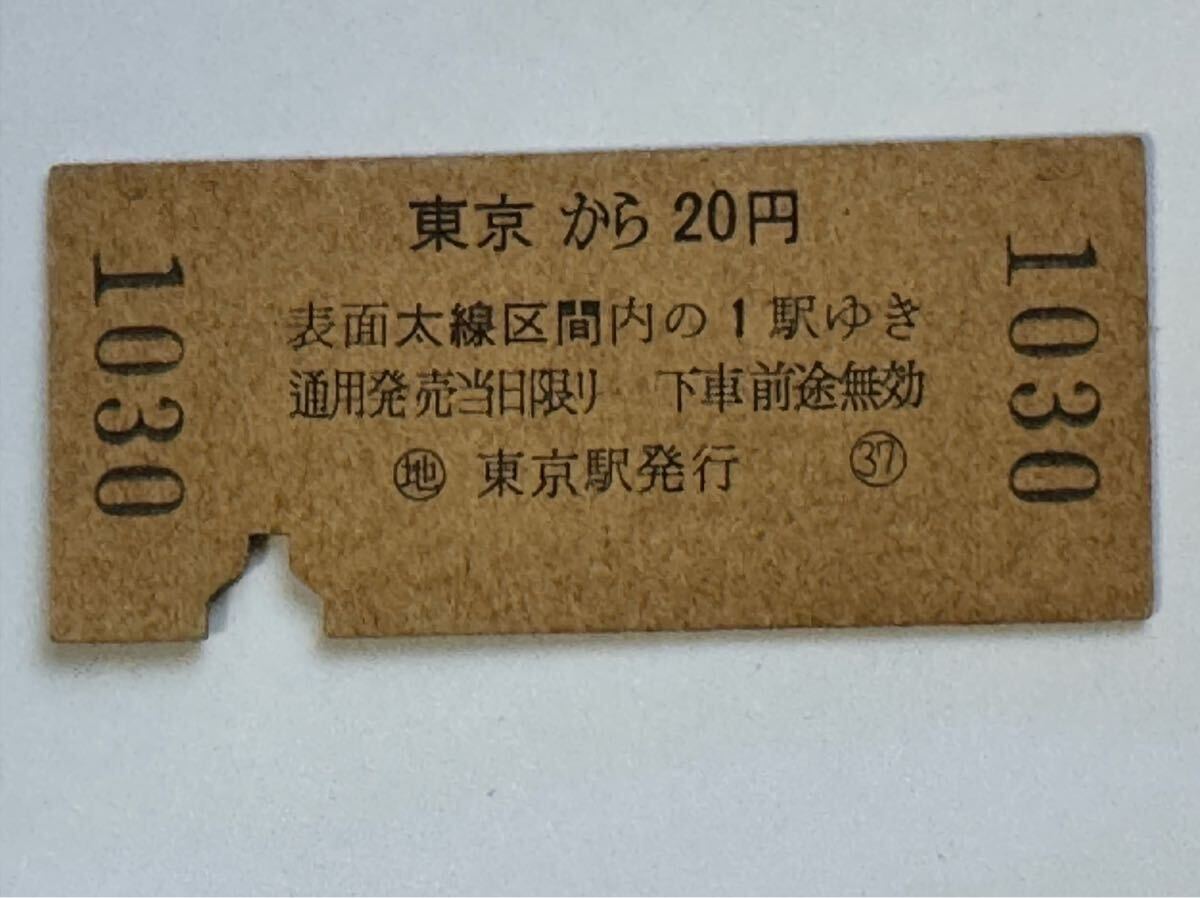 東京 から 20円
表面太線区間内の1駅ゆき
通用発売当日限り 下車前途無効
㊞地 東京駅発行 ㊲
1030
1030